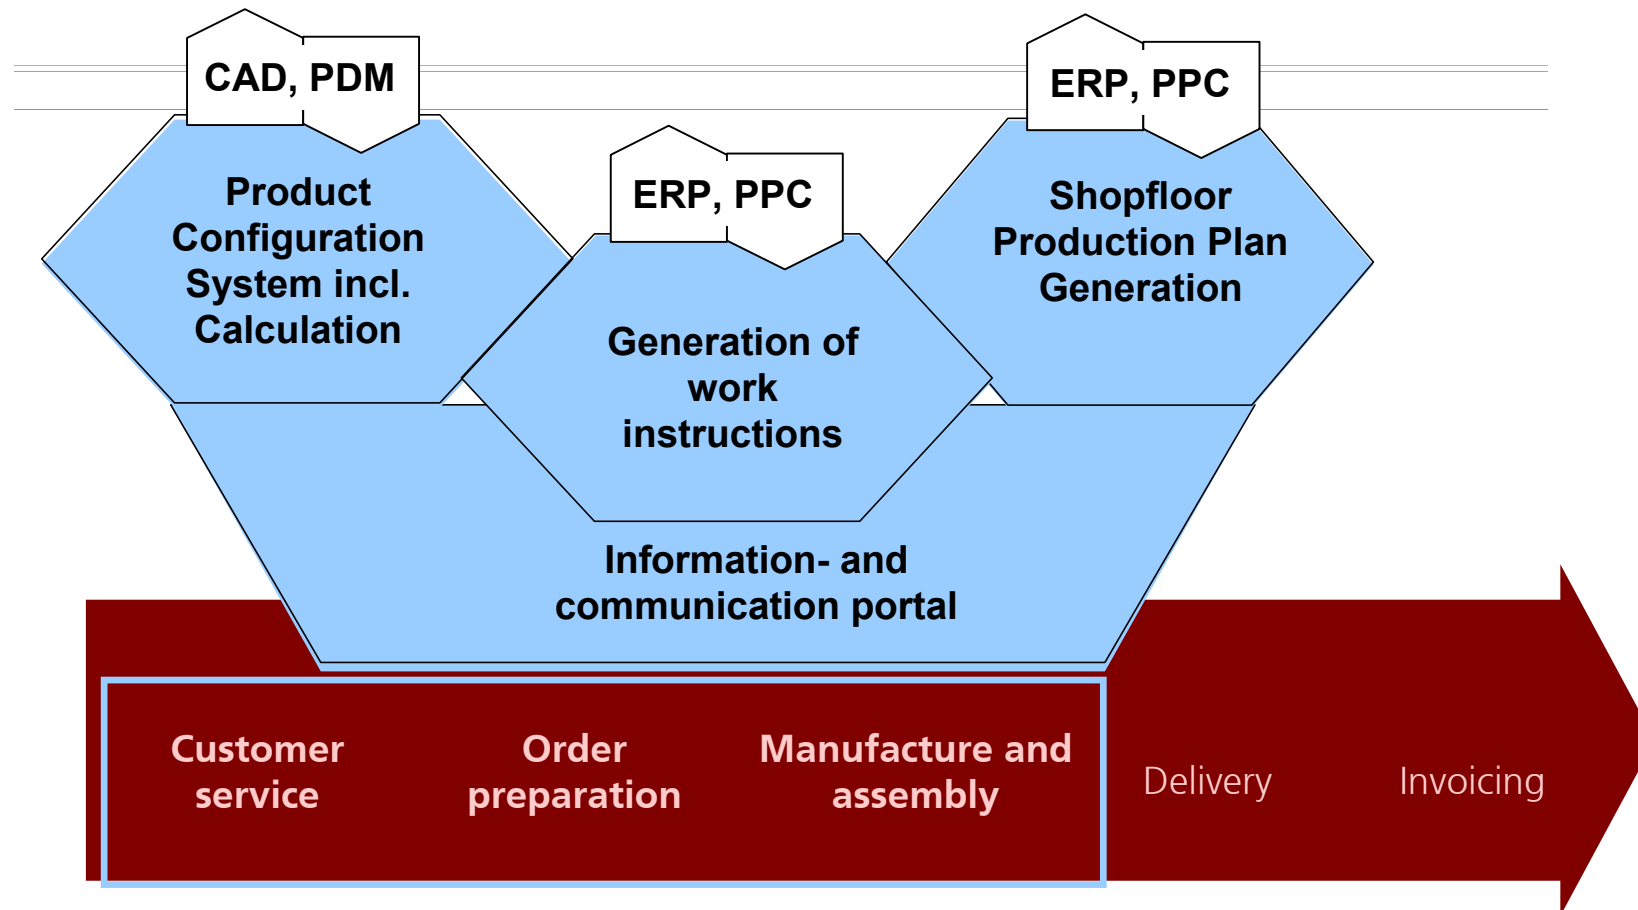 CAD, PDM
ERP, PPC
ERP, PPC
Product
Configuration
System incl.
Calculation
Shopfloor
Production Plan
Generation
Generation of
work
instructions
Information- and
communication portal
Customer
service
Order
preparation
Manufacture and
assembly
Delivery
Invoicing